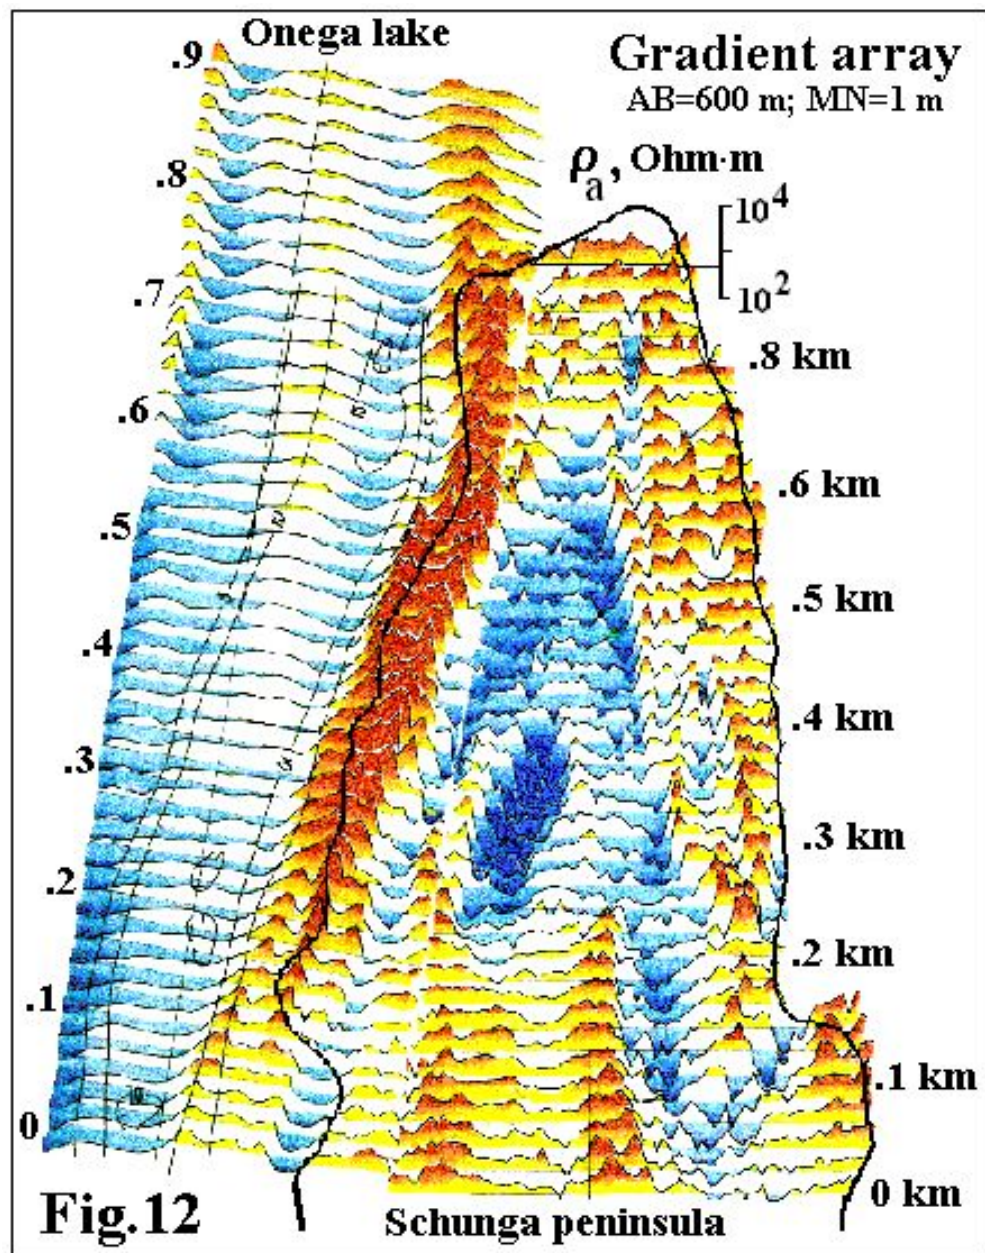 Onega lake
Gradient array
AB=600 m; MN=1 m
ρa, Ohm·m
10^4
10^2
.9
.8
.7
.6
.5
.4
.3
.2
.1
0
.8 km
.6 km
.5 km
.4 km
.3 km
.2 km
.1 km
0 km
Fig.12
Schunga peninsula